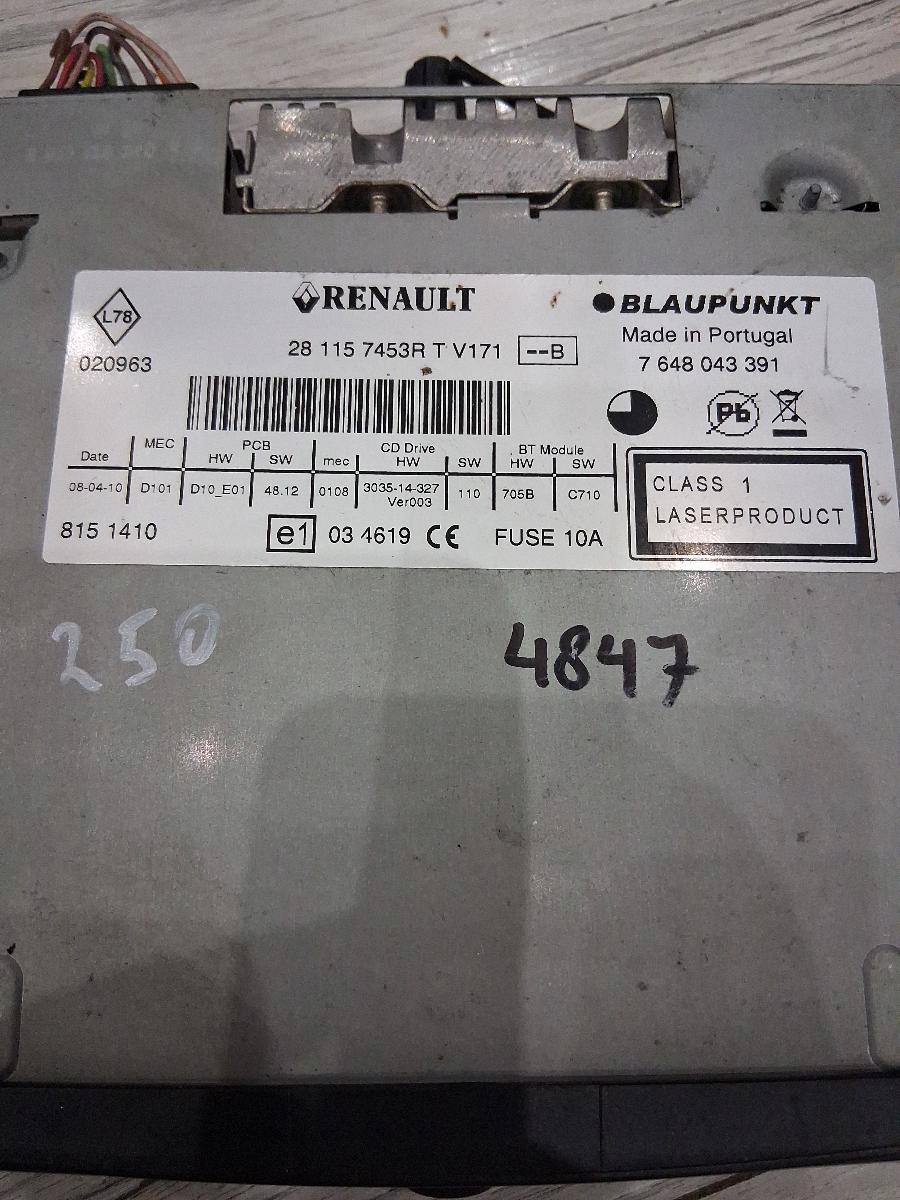 L78
RENAULT
BLAUPUNKT
Made in Portugal
020963
28 115 7453R T V171
--B
7 648 043 391
Pb
Date MEC PCB CD Drive BT Module
HW SW mec HW SW HW SW
08-04-10 D101 D10_E01 48.12 0108 3035-14-327 Ver003 110 705B C710
CLASS 1
LASERPRODUCT
815 1410
e1 03 4619 CE FUSE 10A
250
4847